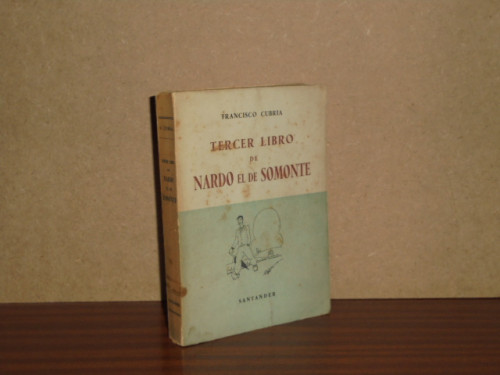 FRANCISCO CUBRIA
TERCER LIBRO
DE
NARDO EL DE SOMONTE
SANTANDER